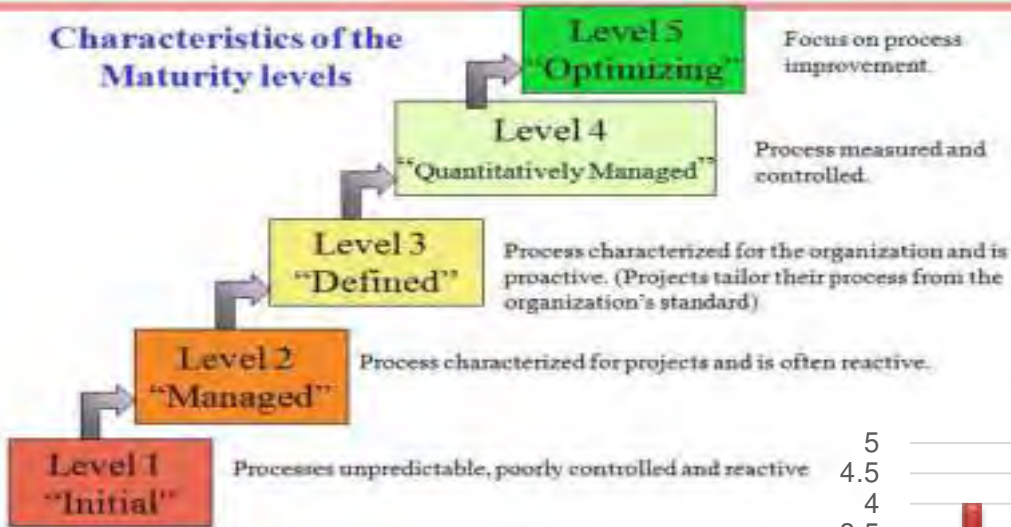 Characteristics of the
Maturity levels
Level 5
“Optimizing”
Focus on process
improvement.
Level 4
“Quantitatively Managed”
Process measured and
controlled.
Level 3
“Defined”
Process characterized for the organization and is
proactive. (Projects tailor their process from the
organization’s standard)
Level 2
“Managed”
Process characterized for projects and is often reactive.
Level 1
“Initial”
Processes unpredictable, poorly controlled and reactive
5
4.5
4